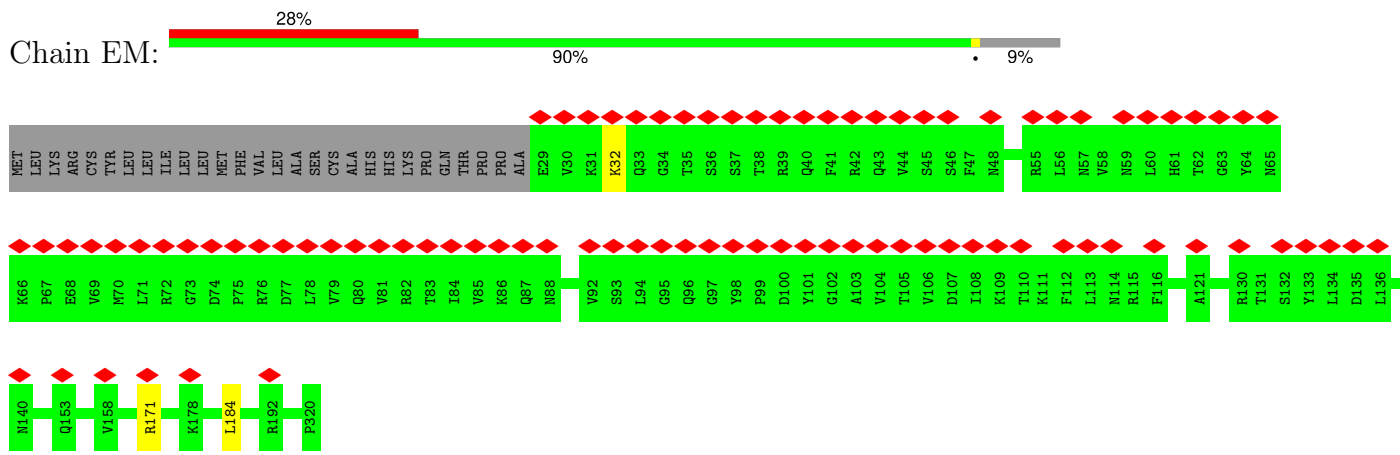 28%
Chain EM:
90%
•
9%
MET LEU LYS ARG CYS TYR LEU LEU ILE LEU LEU MET PHE VAL LEU ALA SER CYS ALA HIS HIS LYS PRO GLN THR PRO PRO ALA E29 V30 K31 K32 Q33 G34 T35 S36 S37 T38 R39 Q40 F41 R42 Q43 V44 S45 S46 F47 N48 R55 L56 N57 V58 N59 L60 H61 T62 G63 Y64 N65
K66 P67 E68 V69 M70 L71 R72 G73 D74 P75 R76 D77 L78 V79 Q80 V81 R82 T83 I84 V85 K86 Q87 N88 V92 S93 L94 G95 Q96 G97 Y98 P99 D100 Y101 G102 A103 V104 T105 V106 D107 I108 K109 T110 K111 F112 L113 N114 R115 F116 A121 R130 T131 S132 Y133 L134 D135 L136
N140 Q153 V158 R171 K178 L184 R192 P320